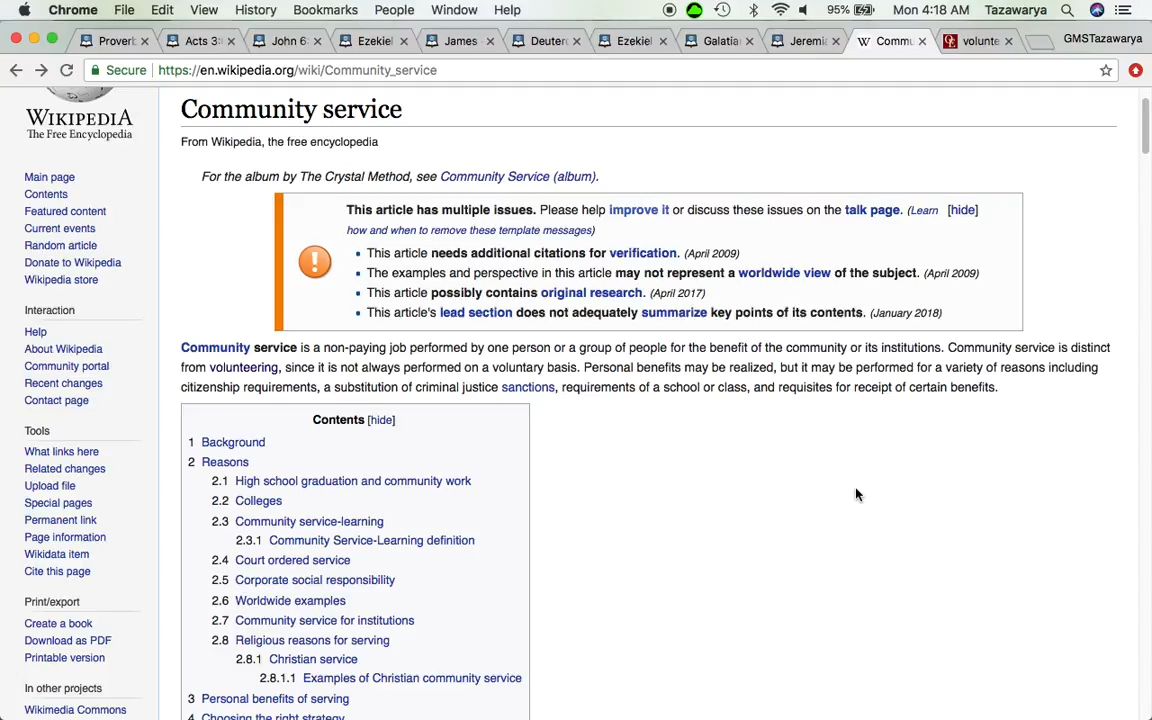 Chrome File Edit View History Bookmarks People Window Help 95% Mon 4:18 AM Tazawarya
Proverb Acts 3: John 6: Ezekiel James Deuter Ezekiel Galatia Jeremia Commu volunte GMSTazawarya
Secure https://en.wikipedia.org/wiki/Community_service
WIKIPEDIA
The Free Encyclopedia
Main page
Contents
Featured content
Current events
Random article
Donate to Wikipedia
Wikipedia store
Interaction
Help
About Wikipedia
Community portal
Recent changes
Contact page
Tools
What links here
Related changes
Upload file
Special pages
Permanent link
Page information
Wikidata item
Cite this page
Print/export
Create a book
Download as PDF
Printable version
In other projects
Wikimedia Commons
Community service
From Wikipedia, the free encyclopedia
For the album by The Crystal Method, see Community Service (album).
This article has multiple issues. Please help improve it or discuss these issues on the talk page. (Learn [hide]
how and when to remove these template messages)
• This article needs additional citations for verification. (April 2009)
• The examples and perspective in this article may not represent a worldwide view of the subject. (April 2009)
• This article possibly contains original research. (April 2017)
• This article's lead section does not adequately summarize key points of its contents. (January 2018)
Community service is a non-paying job performed by one person or a group of people for the benefit of the community or its institutions. Community service is distinct
from volunteering, since it is not always performed on a voluntary basis. Personal benefits may be realized, but it may be performed for a variety of reasons including
citizenship requirements, a substitution of criminal justice sanctions, requirements of a school or class, and requisites for receipt of certain benefits.
Contents [hide]
1 Background
2 Reasons
2.1 High school graduation and community work
2.2 Colleges
2.3 Community service-learning
2.3.1 Community Service-Learning definition
2.4 Court ordered service
2.5 Corporate social responsibility
2.6 Worldwide examples
2.7 Community service for institutions
2.8 Religious reasons for serving
2.8.1 Christian service
2.8.1.1 Examples of Christian community service
3 Personal benefits of serving
4 Choosing the right strategy